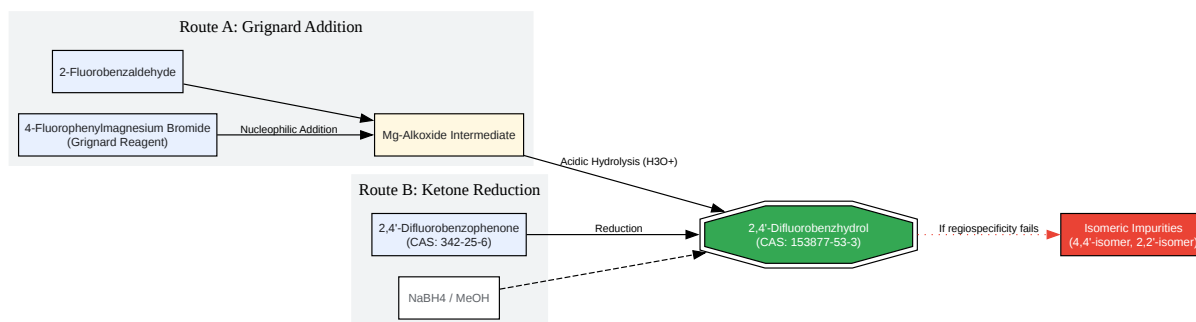 Route A: Grignard Addition
2-Fluorobenzaldehyde
4-Fluorophenylmagnesium Bromide
(Grignard Reagent)
Nucleophilic Addition
Mg-Alkoxide Intermediate
Acidic Hydrolysis (H3O+)
Route B: Ketone Reduction
2,4'-Difluorobenzophenone
(CAS: 342-25-6)
Reduction
NaBH4 / MeOH
2,4'-Difluorobenzhydrol
(CAS: 153877-53-3)
If regiospecificity fails
Isomeric Impurities
(4,4'-isomer, 2,2'-isomer)